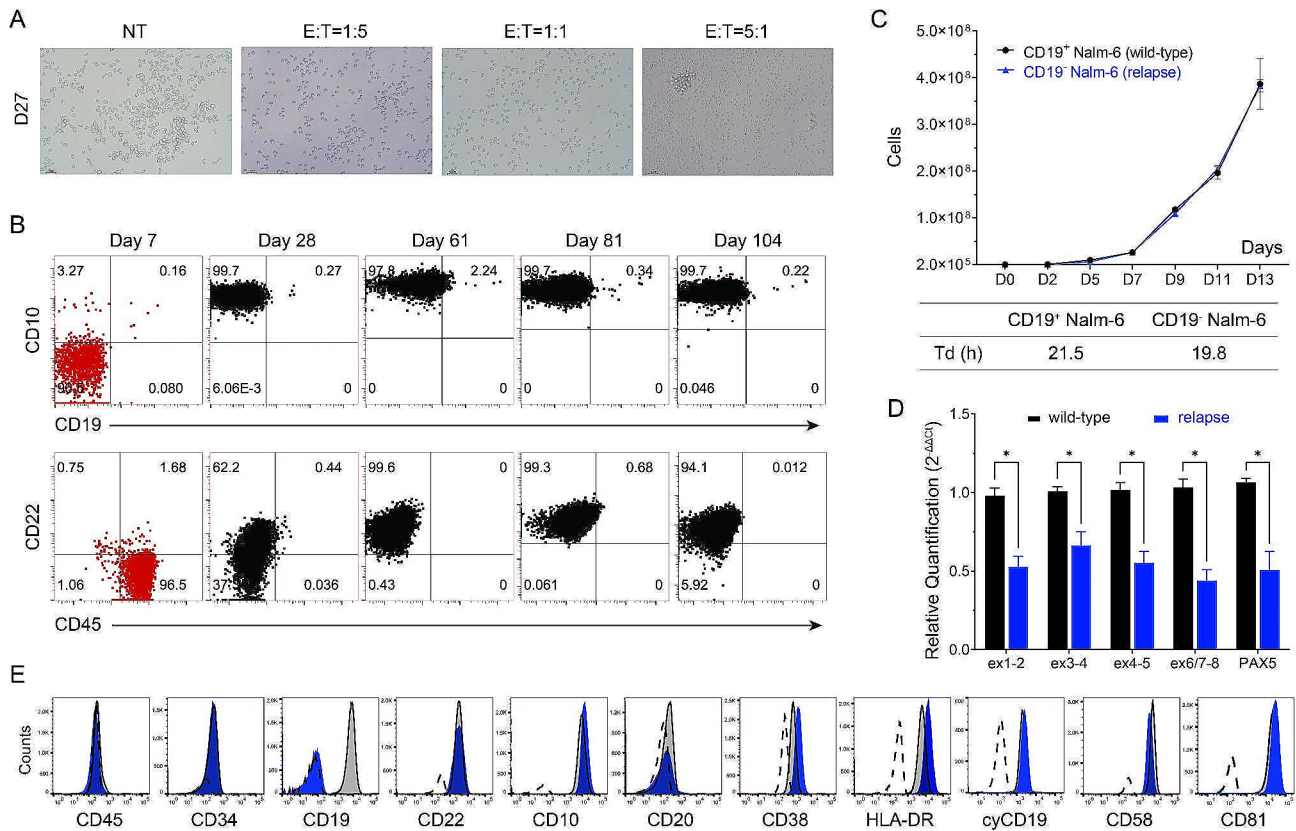 A
NT
E:T=1:5
E:T=1:1
E:T=5:1
D27
B
Day 7
Day 28
Day 61
Day 81
Day 104
3.27
0.16
99.7
0.27
97.8
2.24
99.7
0.34
99.7
0.22
CD10
0.080
6.06E-3
0
0
0
0
0
0.046
0
CD19
0.75
1.68
62.2
0.44
99.6
0
99.3
0.68
94.1
0.012
CD22
1.06
96.5
37
0.036
0.43
0
0.061
0
5.92
0
CD45
C
5.0×10⁸
4.0×10⁸
3.0×10⁸
2.0×10⁸
1.0×10⁸
2.0×10⁵
Cells
CD19⁺ Nalm-6 (wild-type)
CD19⁻ Nalm-6 (relapse)
Days
D0 D2 D5 D7 D9 D11 D13
CD19⁺ Nalm-6 CD19⁻ Nalm-6
Td (h) 21.5 19.8
D
wild-type relapse
Relative Quantification (2⁻ΔΔCt)
1.5
1.0
0.5
0.0
* * * * *
ex1-2 ex3-4 ex4-5 ex6/7-8 PAX5
E
Counts
CD45 CD34 CD19 CD22 CD10 CD20 CD38 HLA-DR cyCD19 CD58 CD81